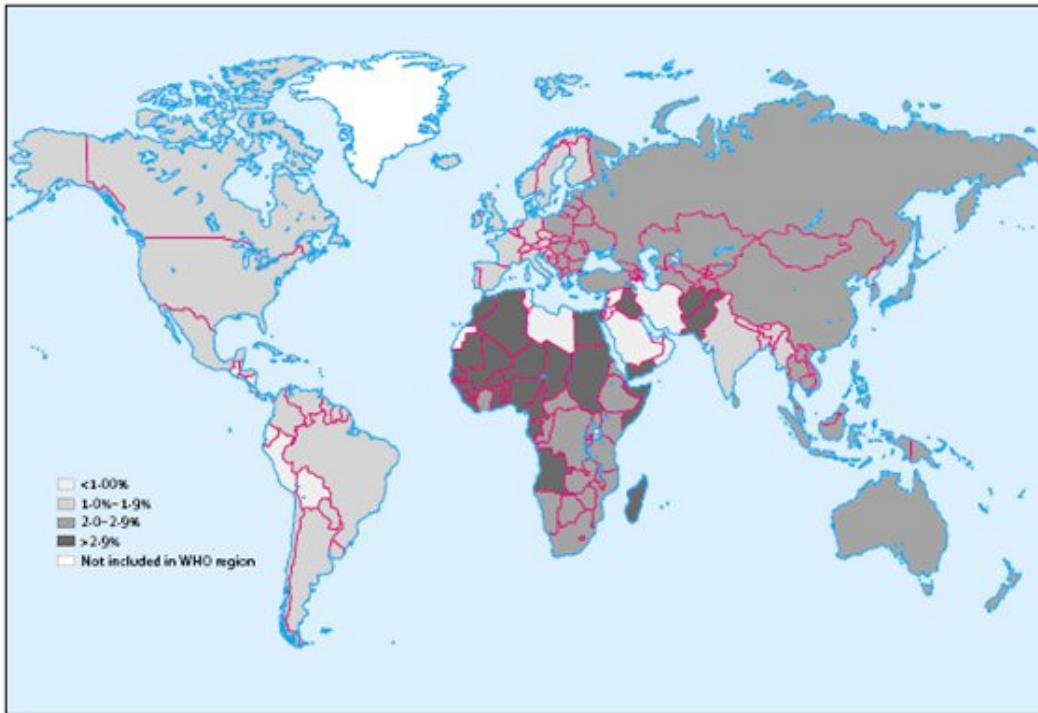 <1·00%
1·0%–1·9%
2·0–2·9%
>2·9%
Not included in WHO region